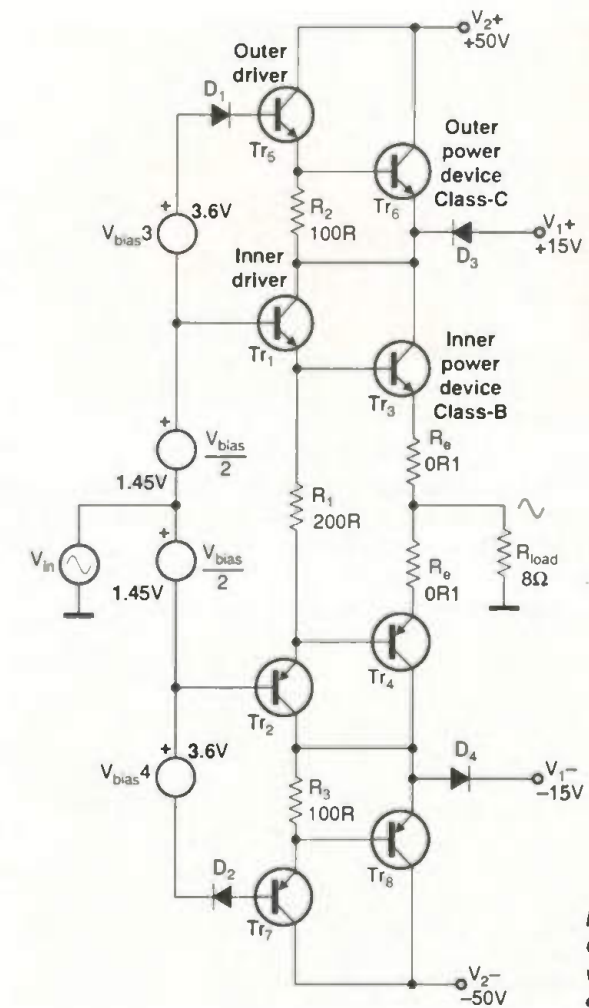 V2+
+50V
Outer
driver
D1
Tr5
Outer
power
device
Class-C
Tr6
+ 3.6V
Vbias3
R2
100R
V1+
+15V
D3
Inner
driver
Tr1
Inner
power
device
Class-B
Tr3
+
Vbias
2
1.45V
Re
0R1
R1
200R
Vin
+
Vbias
2
1.45V
Rload
8Ω
Re
0R1
Tr4
Tr2
+ 3.6V
Vbias4
D4
V1−
−15V
R3
100R
D2
Tr8
Tr7
V2−
−50V